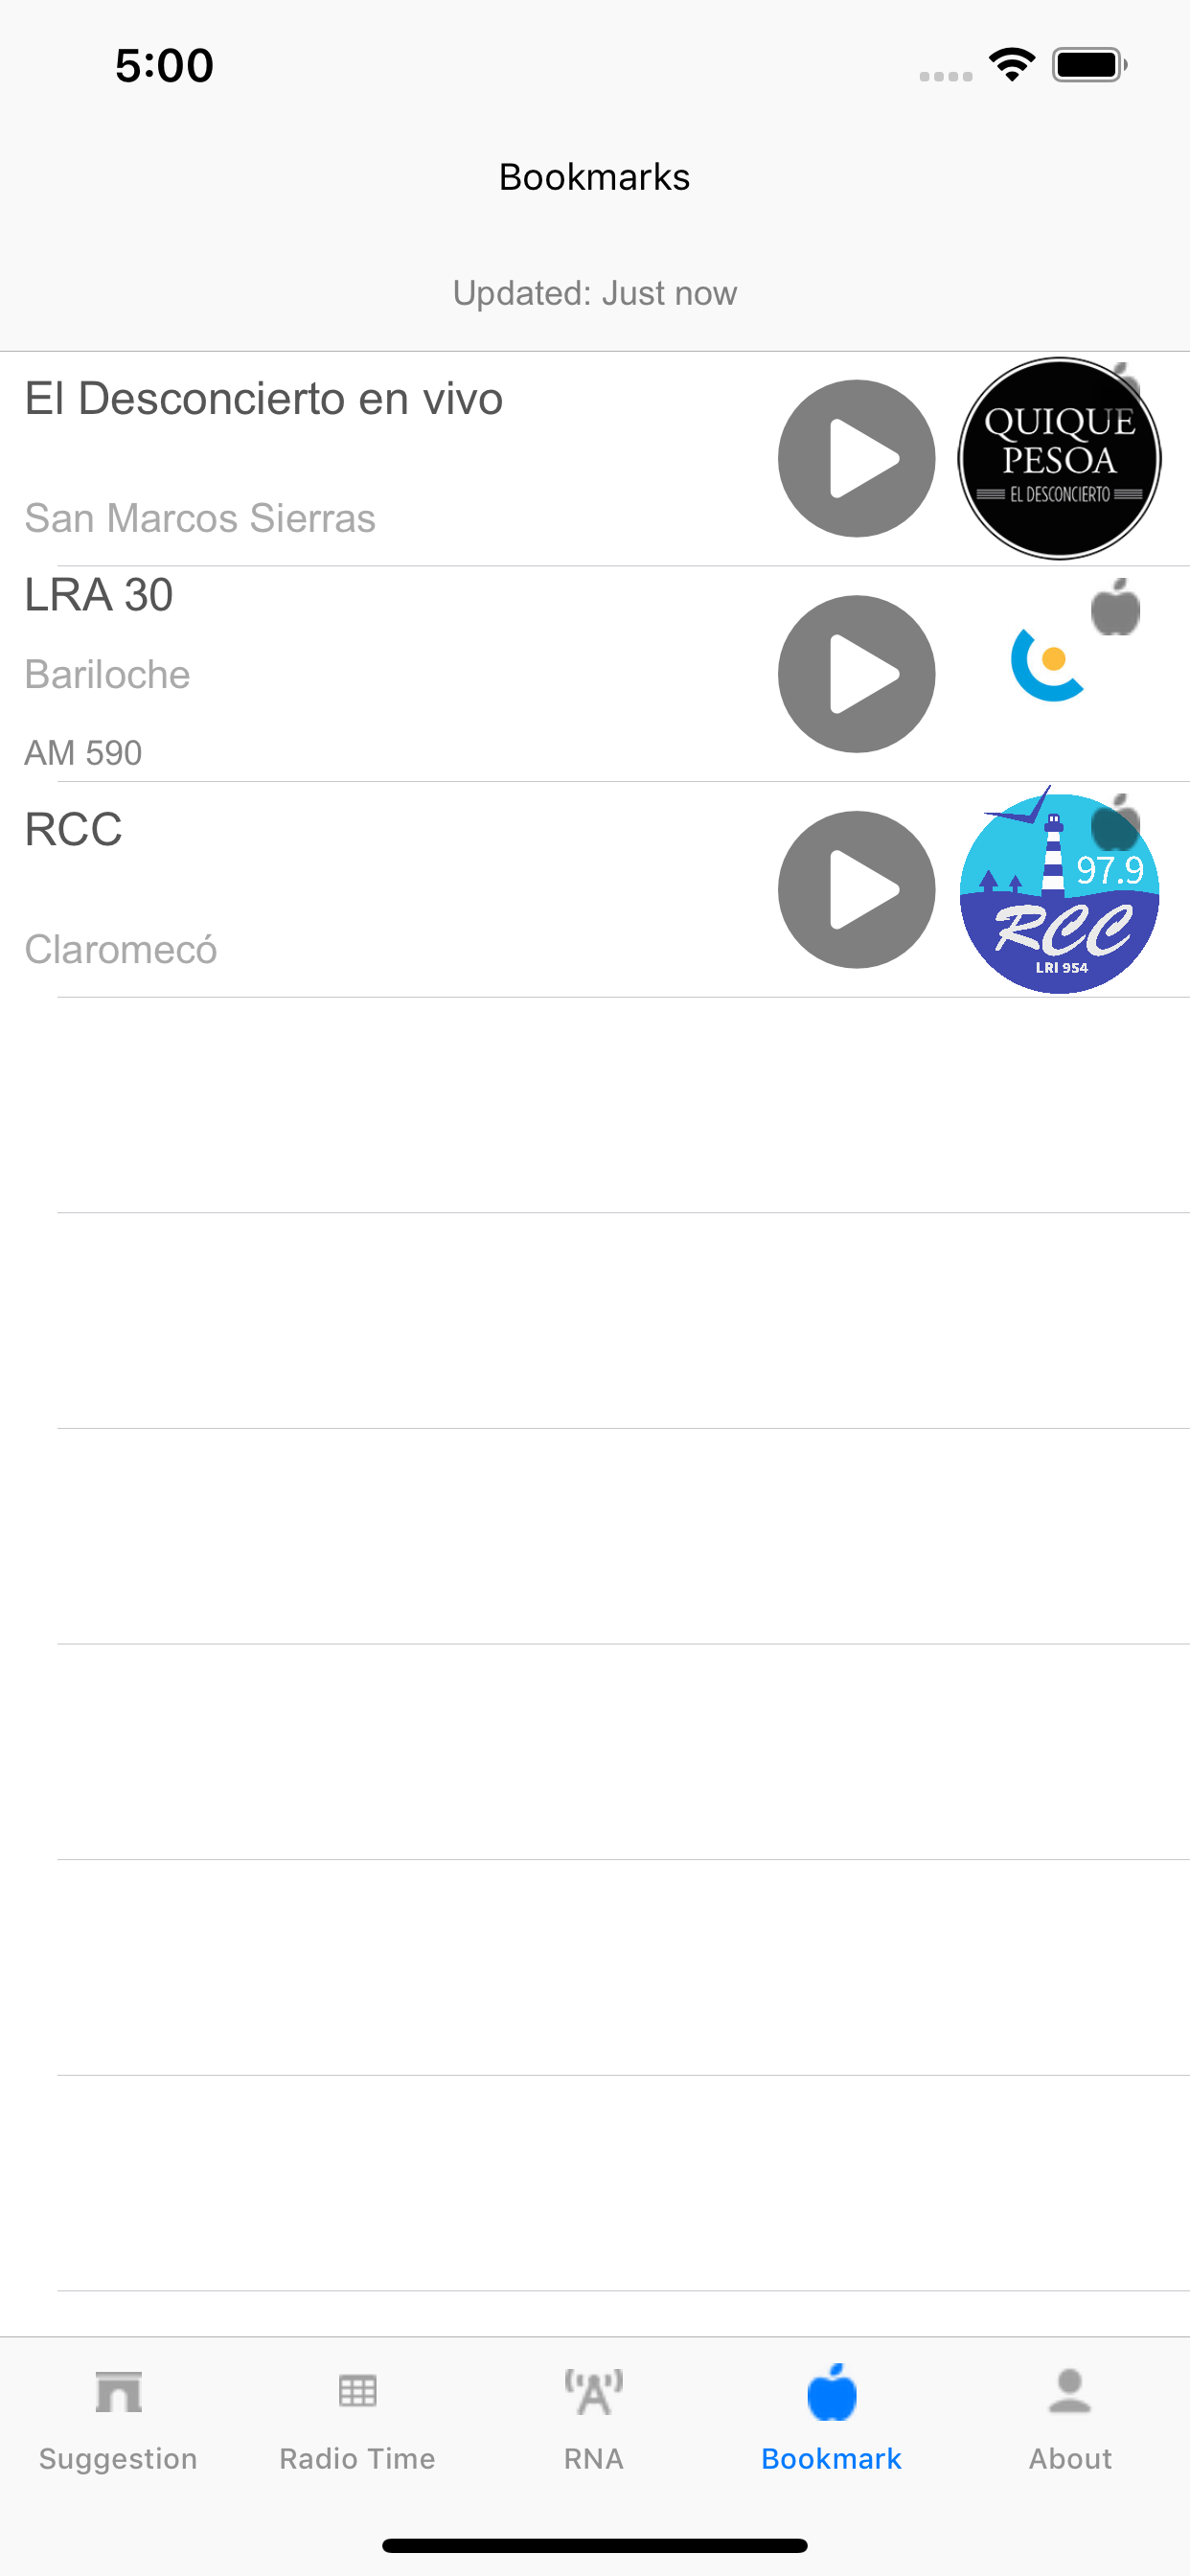 5:00
Bookmarks
Updated: Just now
El Desconcierto en vivo
San Marcos Sierras
QUIQUE
PESOA
EL DESCONCIERTO
LRA 30
Bariloche
AM 590
RCC
Claromecó
97.9
RCC
LRI 954
Suggestion
Radio Time
RNA
Bookmark
About